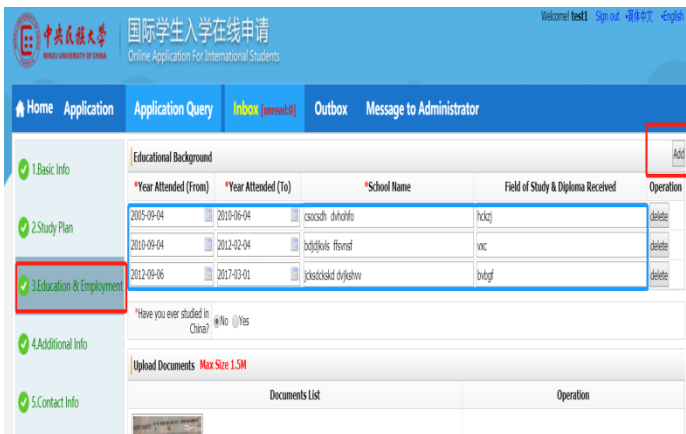 Welcome! test1 Sign out •简体中文 •English
中央民族大学
MINZU UNIVERSITY OF CHINA
国际学生入学在线申请
Online Application For International Students
Home Application Application Query Inbox [unread:0] Outbox Message to Administrator
1.Basic Info
2.Study Plan
3.Education & Employment
4.Additional Info
5.Contact Info
Educational Background Add
*Year Attended (From) *Year Attended (To) *School Name Field of Study & Diploma Received Operation
2005-09-04 2010-06-04 csocsdh dvhohfo hckzj delete
2010-09-04 2012-02-04 bdjdjkvls ffsvnsf vxc delete
2012-09-06 2017-03-01 jcksdckskd dvjkshvv bvbgf delete
*Have you ever studied in China? No Yes
Upload Documents Max Size 1.5M
Documents List Operation